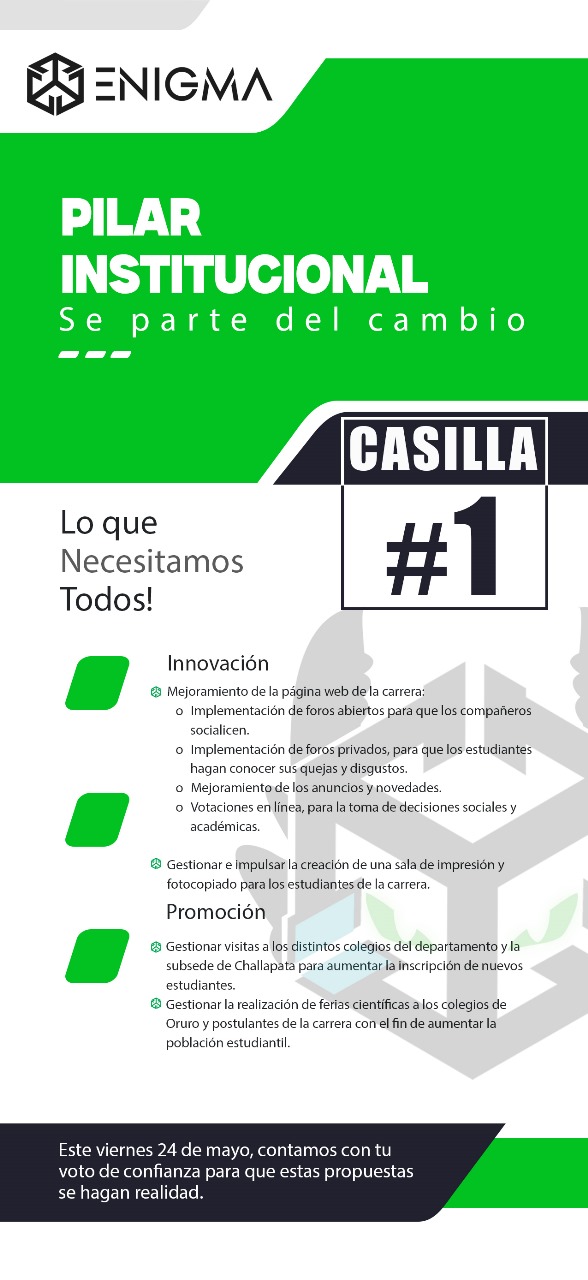 ENIGMA
PILAR
INSTITUCIONAL
Se parte del cambio
CASILLA
#1
Lo que
Necesitamos
Todos!
Innovación
Mejoramiento de la página web de la carrera:
o Implementación de foros abiertos para que los compañeros
socialicen.
o Implementación de foros privados, para que los estudiantes
hagan conocer sus quejas y disgustos.
o Mejoramiento de los anuncios y novedades.
o Votaciones en línea, para la toma de decisiones sociales y
académicas.
Gestionar e impulsar la creación de una sala de impresión y
fotocopiado para los estudiantes de la carrera.
Promoción
Gestionar visitas a los distintos colegios del departamento y la
subsede de Challapata para aumentar la inscripción de nuevos
estudiantes.
Gestionar la realización de ferias científicas a los colegios de
Oruro y postulantes de la carrera con el fin de aumentar la
población estudiantil.
Este viernes 24 de mayo, contamos con tu
voto de confianza para que estas propuestas
se hagan realidad.